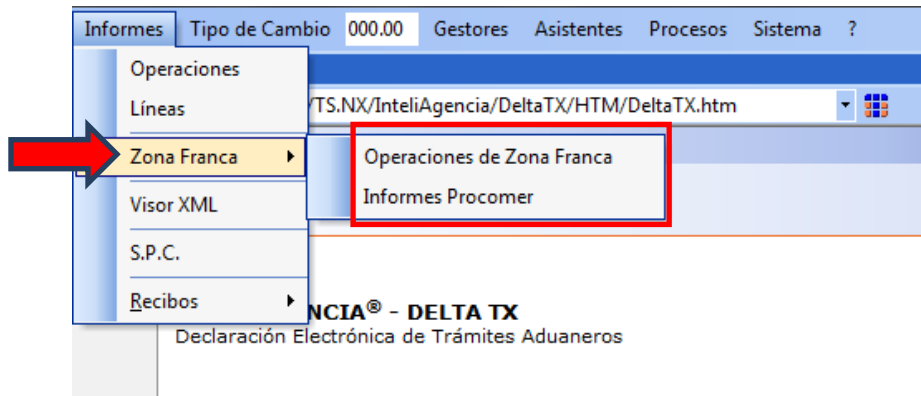 Informes Tipo de Cambio 000.00 Gestores Asistentes Procesos Sistema ?
Operaciones
Líneas
/TS.NX/InteliAgencia/DeltaTX/HTM/DeltaTX.htm
Zona Franca
Operaciones de Zona Franca
Informes Procomer
Visor XML
S.P.C.
Recibos
NCIA® - DELTA TX
Declaración Electrónica de Trámites Aduaneros